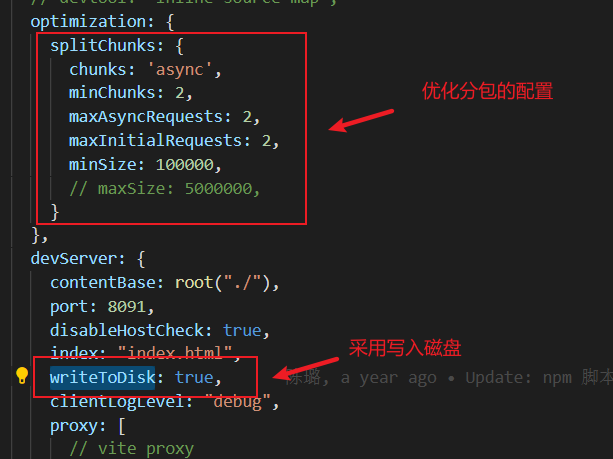 // devtool: 'inline-source-map',
optimization: {
splitChunks: {
chunks: 'async',
minChunks: 2,
maxAsyncRequests: 2,
优化分包的配置
maxInitialRequests: 2,
minSize: 100000,
// maxSize: 5000000,
}
},
devServer: {
contentBase: root("./"),
port: 8091,
disableHostCheck: true,
index: "index.html",
采用写入磁盘
writeToDisk: true,
陈璐, a year ago • Update: npm 脚本
clientLogLevel: "debug",
proxy: [
// vite proxy